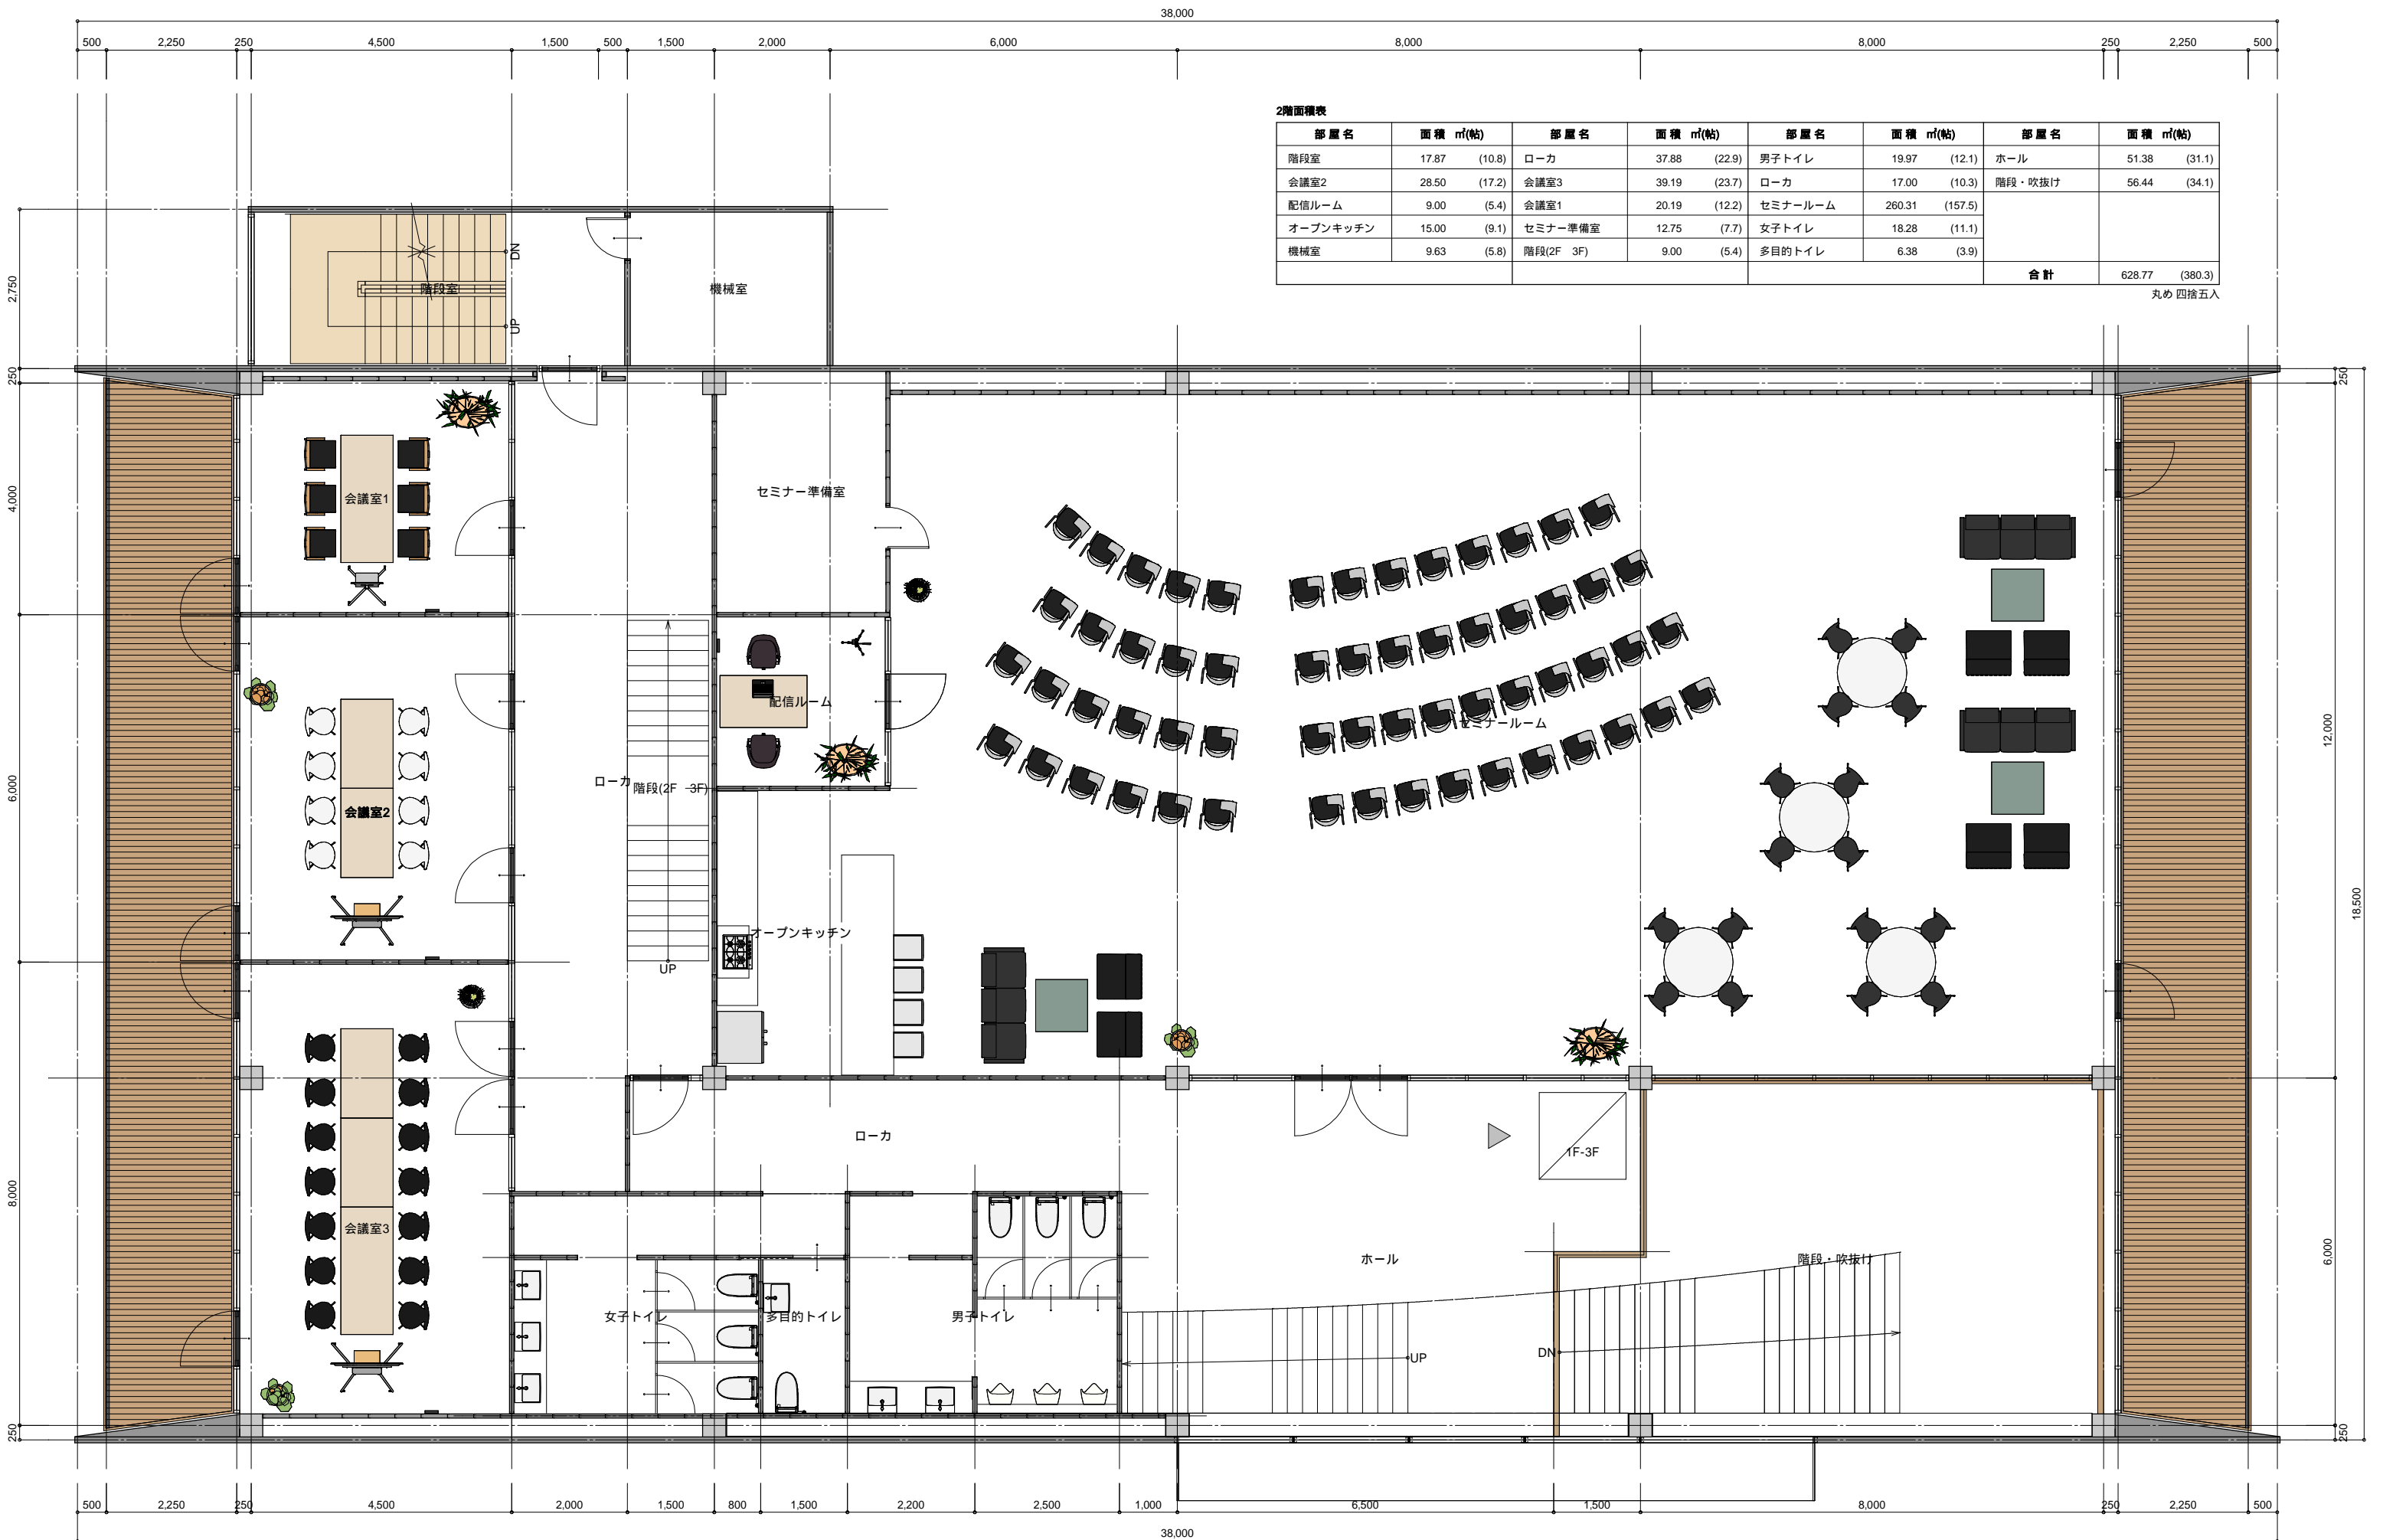 38,000
500 2,250 250 4,500 1,500 500 1,500 2,000 6,000 8,000 8,000 250 2,250 500
2階面積表
部屋名 面積 ㎡(帖) 部屋名 面積 ㎡(帖) 部屋名 面積 ㎡(帖) 部屋名 面積 ㎡(帖)
階段室 17.87 (10.8) ローカ 37.88 (22.9) 男子トイレ 19.97 (12.1) ホール 51.38 (31.1)
会議室2 28.50 (17.2) 会議室3 39.19 (23.7) ローカ 17.00 (10.3) 階段・吹抜け 56.44 (34.1)
配信ルーム 9.00 (5.4) 会議室1 20.19 (12.2) セミナールーム 260.31 (157.5)
オープンキッチン 15.00 (9.1) セミナー準備室 12.75 (7.7) 女子トイレ 18.28 (11.1)
機械室 9.63 (5.8) 階段(2F 3F) 9.00 (5.4) 多目的トイレ 6.38 (3.9)
合計 628.77 (380.3)
丸め 四捨五入
2,750
250
4,000
6,000
8,000
250
DN
階段室
UP
機械室
会議室1
セミナー準備室
配信ルーム
セミナールーム
ローカ
階段(2F 3F)
会議室2
オープンキッチン
UP
ローカ
1F-3F
会議室3
ホール
階段・吹抜け
女子トイレ
多目的トイレ
男子トイレ
UP
DN
250
12,000
18,500
6,000
250
500 2,250 250 4,500 2,000 1,500 800 1,500 2,200 2,500 1,000 6,500 1,500 8,000 250 2,250 500
38,000